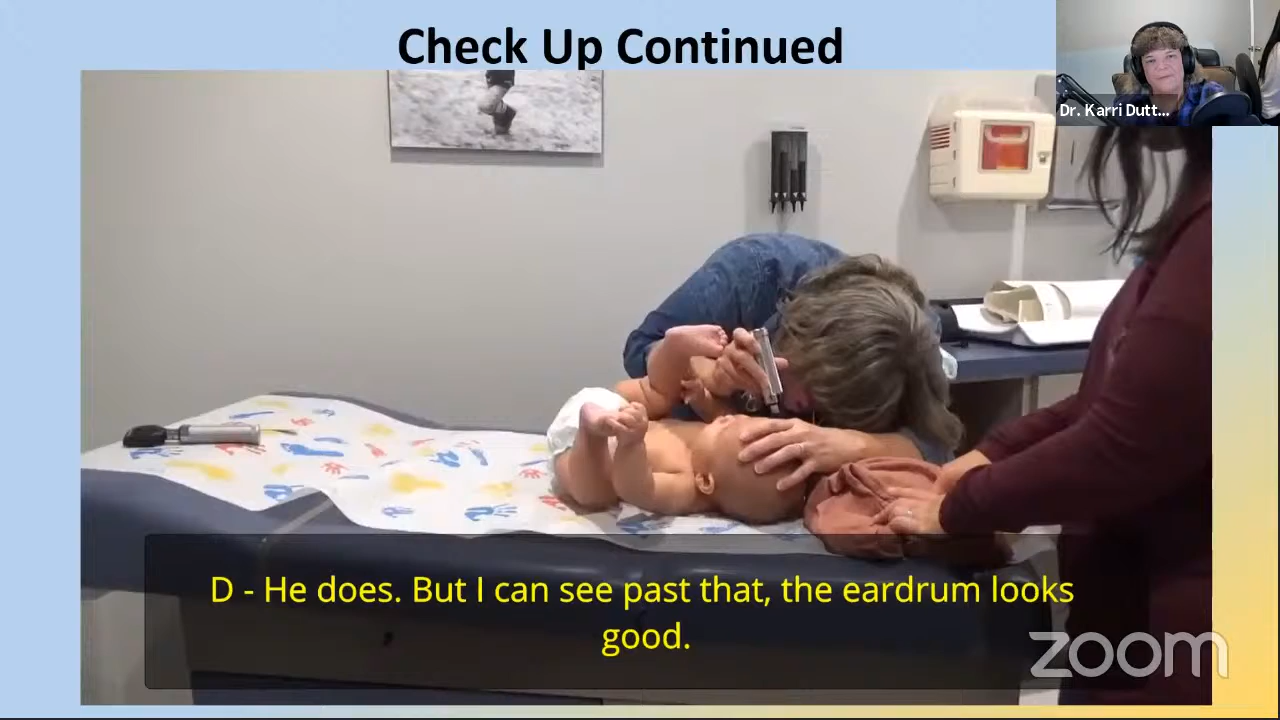 Check Up Continued
Dr. Karri Dutt...
D - He does. But I can see past that, the eardrum looks
good.
zoom